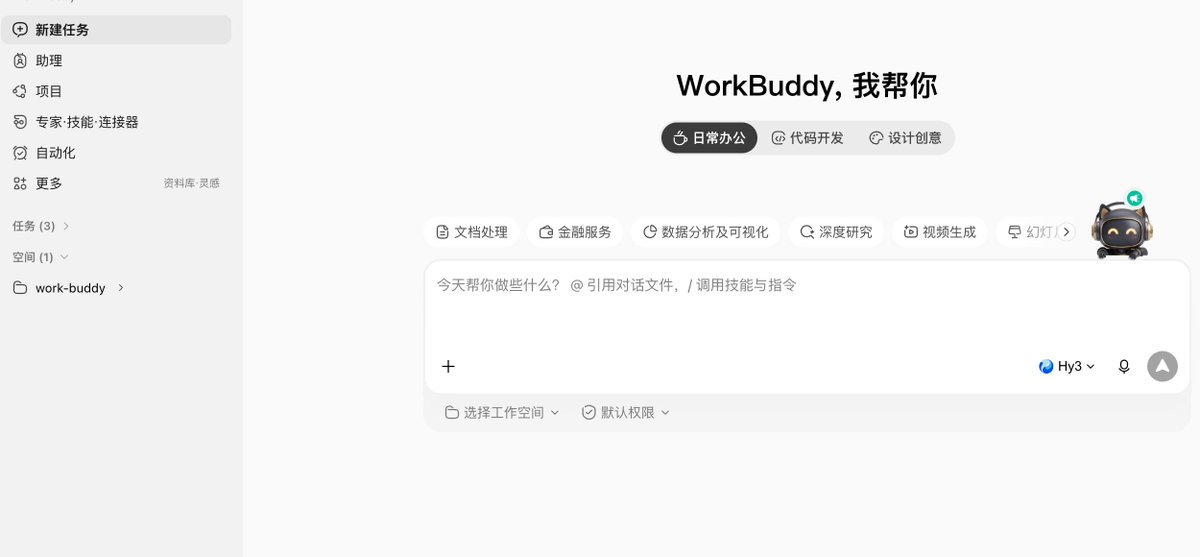 新建任务
助理
项目
专家·技能·连接器
自动化
更多 资料库·灵感
任务 (3)
空间 (1)
work-buddy
WorkBuddy, 我帮你
日常办公 代码开发 设计创意
文档处理 金融服务 数据分析及可视化 深度研究 视频生成 幻灯
今天帮你做些什么？ @ 引用对话文件，/ 调用技能与指令
Hy3
选择工作空间 默认权限